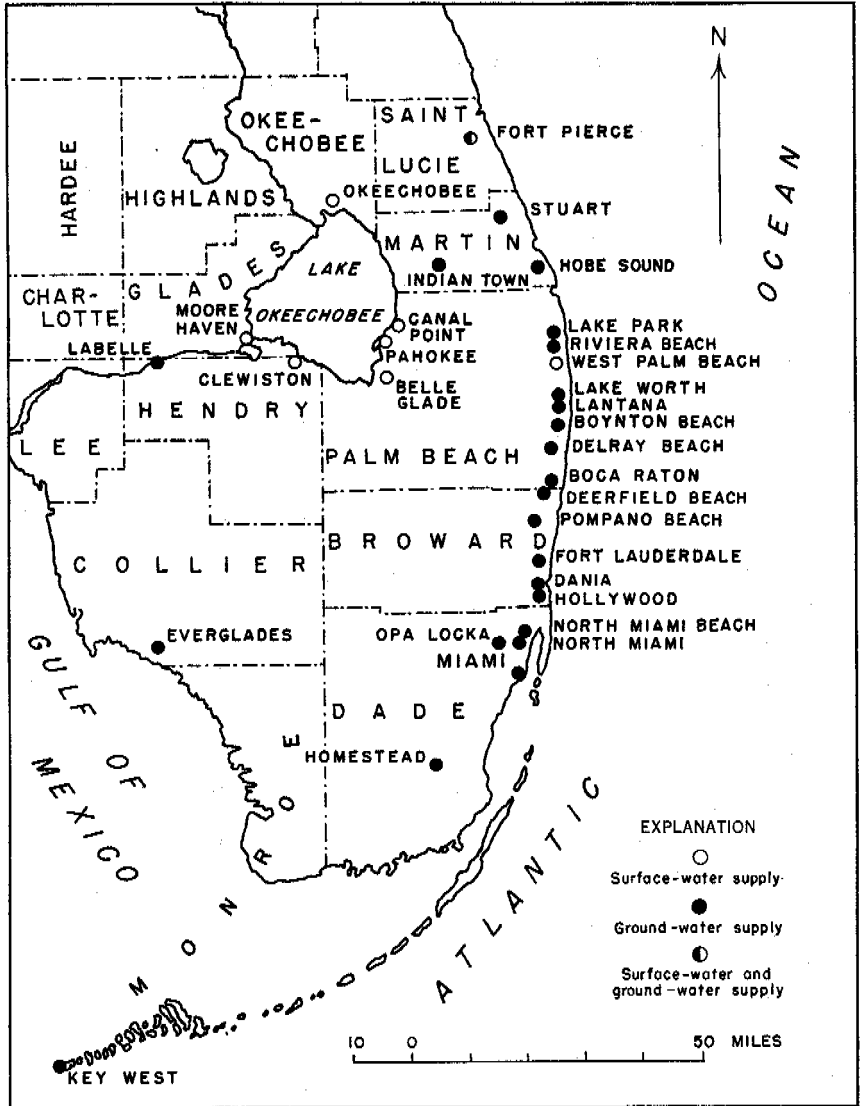 N
SAINT
LUCIE
FORT PIERCE
OKEE-
CHOBEE
HARDEE
HIGHLANDS
OKEECHOBEE
STUART
MARTIN
INDIAN TOWN
HOBE SOUND
OCEAN
GLADES
LAKE
OKEECHOBEE
CHAR-
LOTTE
MOORE
HAVEN
CANAL
POINT
PAHOKEE
LABELLE
CLEWISTON
BELLE
GLADE
LAKE PARK
RIVIERA BEACH
WEST PALM BEACH
LAKE WORTH
LANTANA
BOYNTON BEACH
HENDRY
LEE
PALM BEACH
DELRAY BEACH
BOCA RATON
DEERFIELD BEACH
POMPANO BEACH
BROWARD
COLLIER
FORT LAUDERDALE
DANIA
HOLLYWOOD
EVERGLADES
OPA LOCKA
NORTH MIAMI BEACH
NORTH MIAMI
MIAMI
GULF OF
MEXICO
DADE
HOMESTEAD
MONROE
ATLANTIC
EXPLANATION
Surface-water supply
Ground-water supply
Surface-water and
ground-water supply
10 0 50 MILES
KEY WEST